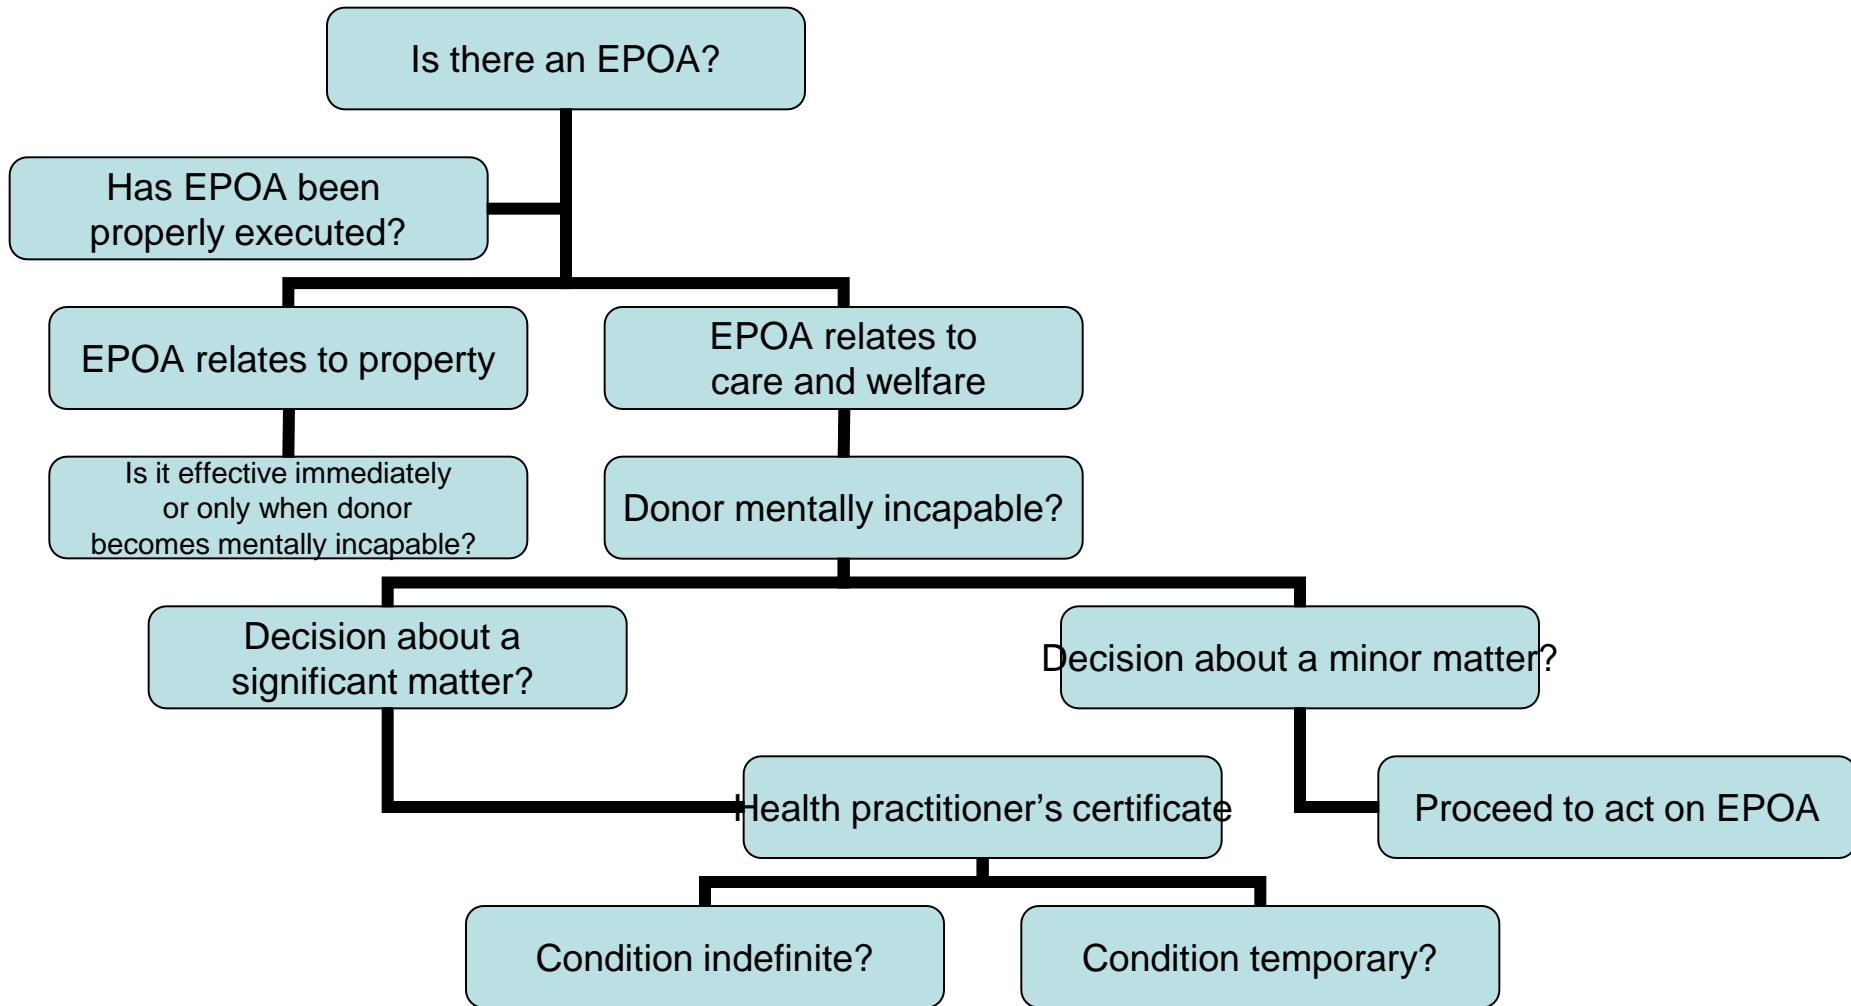 Is there an EPOA?
Has EPOA been
properly executed?
EPOA relates to property
EPOA relates to
care and welfare
Is it effective immediately
or only when donor
becomes mentally incapable?
Donor mentally incapable?
Decision about a
significant matter?
Decision about a minor matter?
Health practitioner’s certificate
Proceed to act on EPOA
Condition indefinite?
Condition temporary?